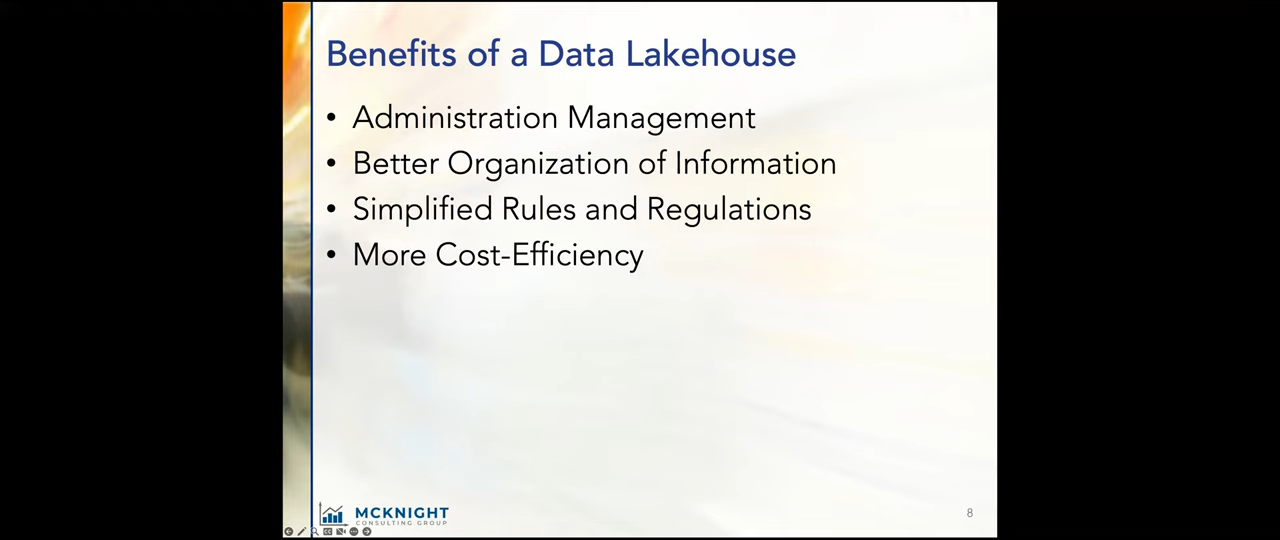 Benefits of a Data Lakehouse
• Administration Management
• Better Organization of Information
• Simplified Rules and Regulations
• More Cost-Efficiency
MCKNIGHT
CONSULTING GROUP
8